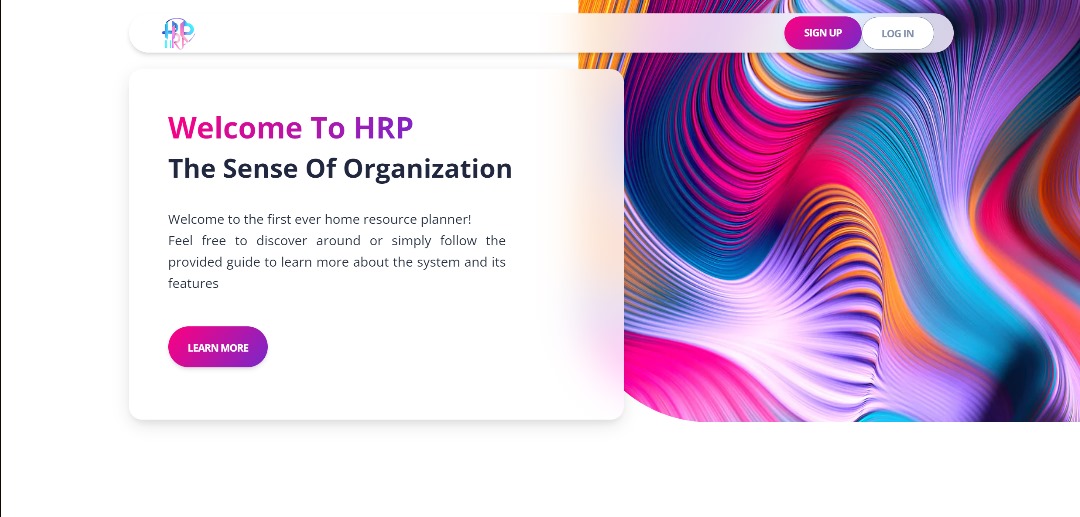 HRP
SIGN UP
LOG IN
Welcome To HRP
The Sense Of Organization
Welcome to the first ever home resource planner!
Feel free to discover around or simply follow the
provided guide to learn more about the system and its
features
LEARN MORE